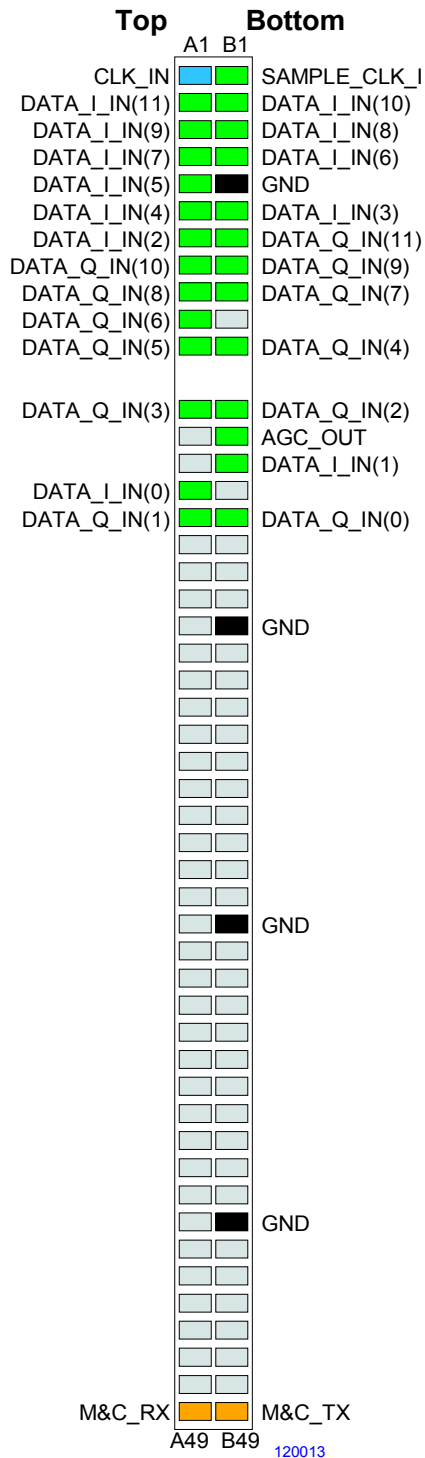 Top Bottom
A1 B1
CLK_IN SAMPLE_CLK_I
DATA_I_IN(11) DATA_I_IN(10)
DATA_I_IN(9) DATA_I_IN(8)
DATA_I_IN(7) DATA_I_IN(6)
DATA_I_IN(5) GND
DATA_I_IN(4) DATA_I_IN(3)
DATA_I_IN(2) DATA_Q_IN(11)
DATA_Q_IN(10) DATA_Q_IN(9)
DATA_Q_IN(8) DATA_Q_IN(7)
DATA_Q_IN(6)
DATA_Q_IN(5) DATA_Q_IN(4)
DATA_Q_IN(3) DATA_Q_IN(2)
AGC_OUT
DATA_I_IN(1)
DATA_I_IN(0)
DATA_Q_IN(1) DATA_Q_IN(0)
GND
GND
GND
M&C_RX M&C_TX
A49 B49
120013